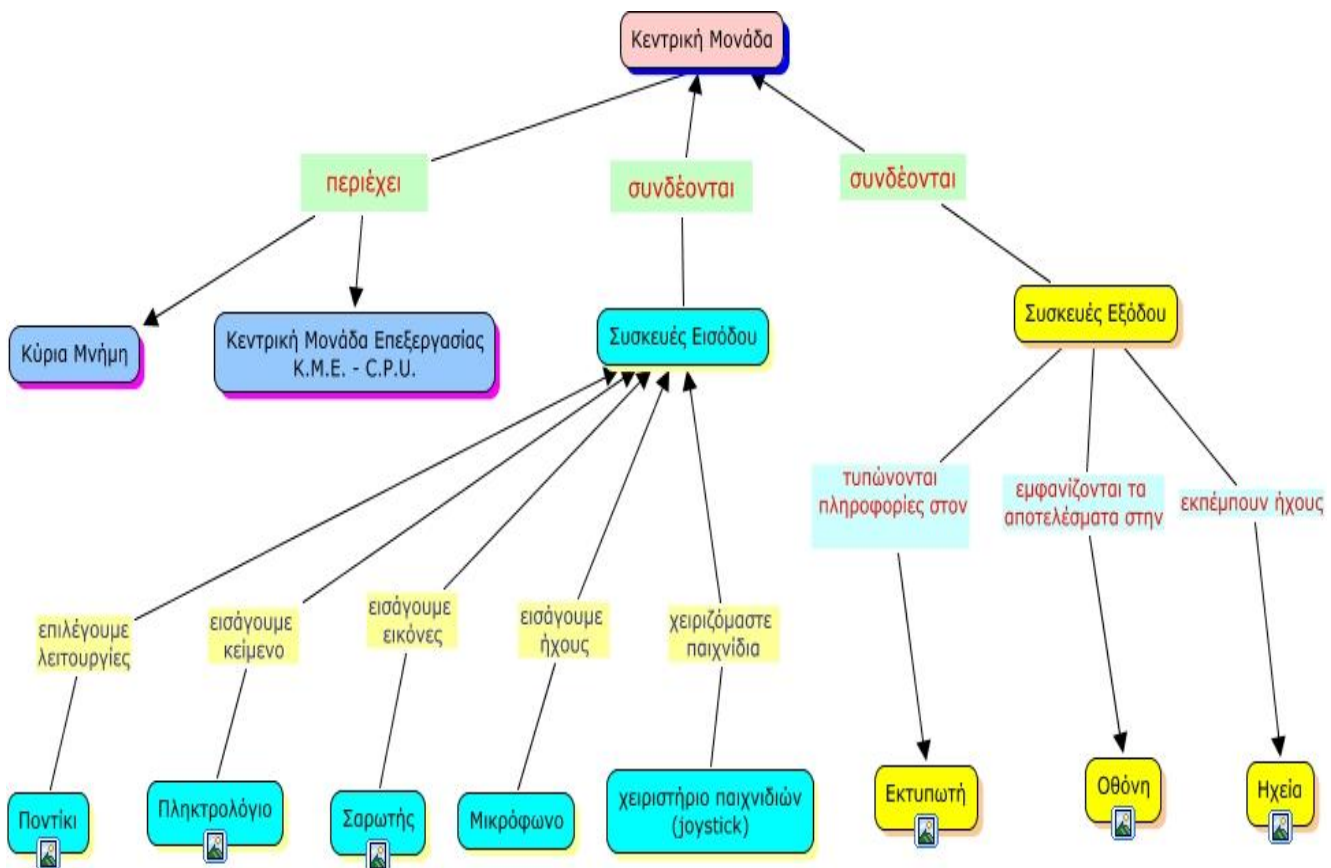 Κεντρική Μονάδα
περιέχει
συνδέονται
συνδέονται
Κύρια Μνήμη
Κεντρική Μονάδα Επεξεργασίας
Κ.Μ.Ε. - C.P.U.
Συσκευές Εισόδου
Συσκευές Εξόδου
τυπώνονται
πληροφορίες στον
εμφανίζονται τα
αποτελέσματα στην
εκπέμπουν ήχους
επιλέγουμε
λειτουργίες
εισάγουμε
κείμενο
εισάγουμε
εικόνες
εισάγουμε
ήχους
χειριζόμαστε
παιχνίδια
Ποντίκι
Πληκτρολόγιο
Σαρωτής
Μικρόφωνο
χειριστήριο παιχνιδιών
(joystick)
Εκτυπωτή
Οθόνη
Ηχεία